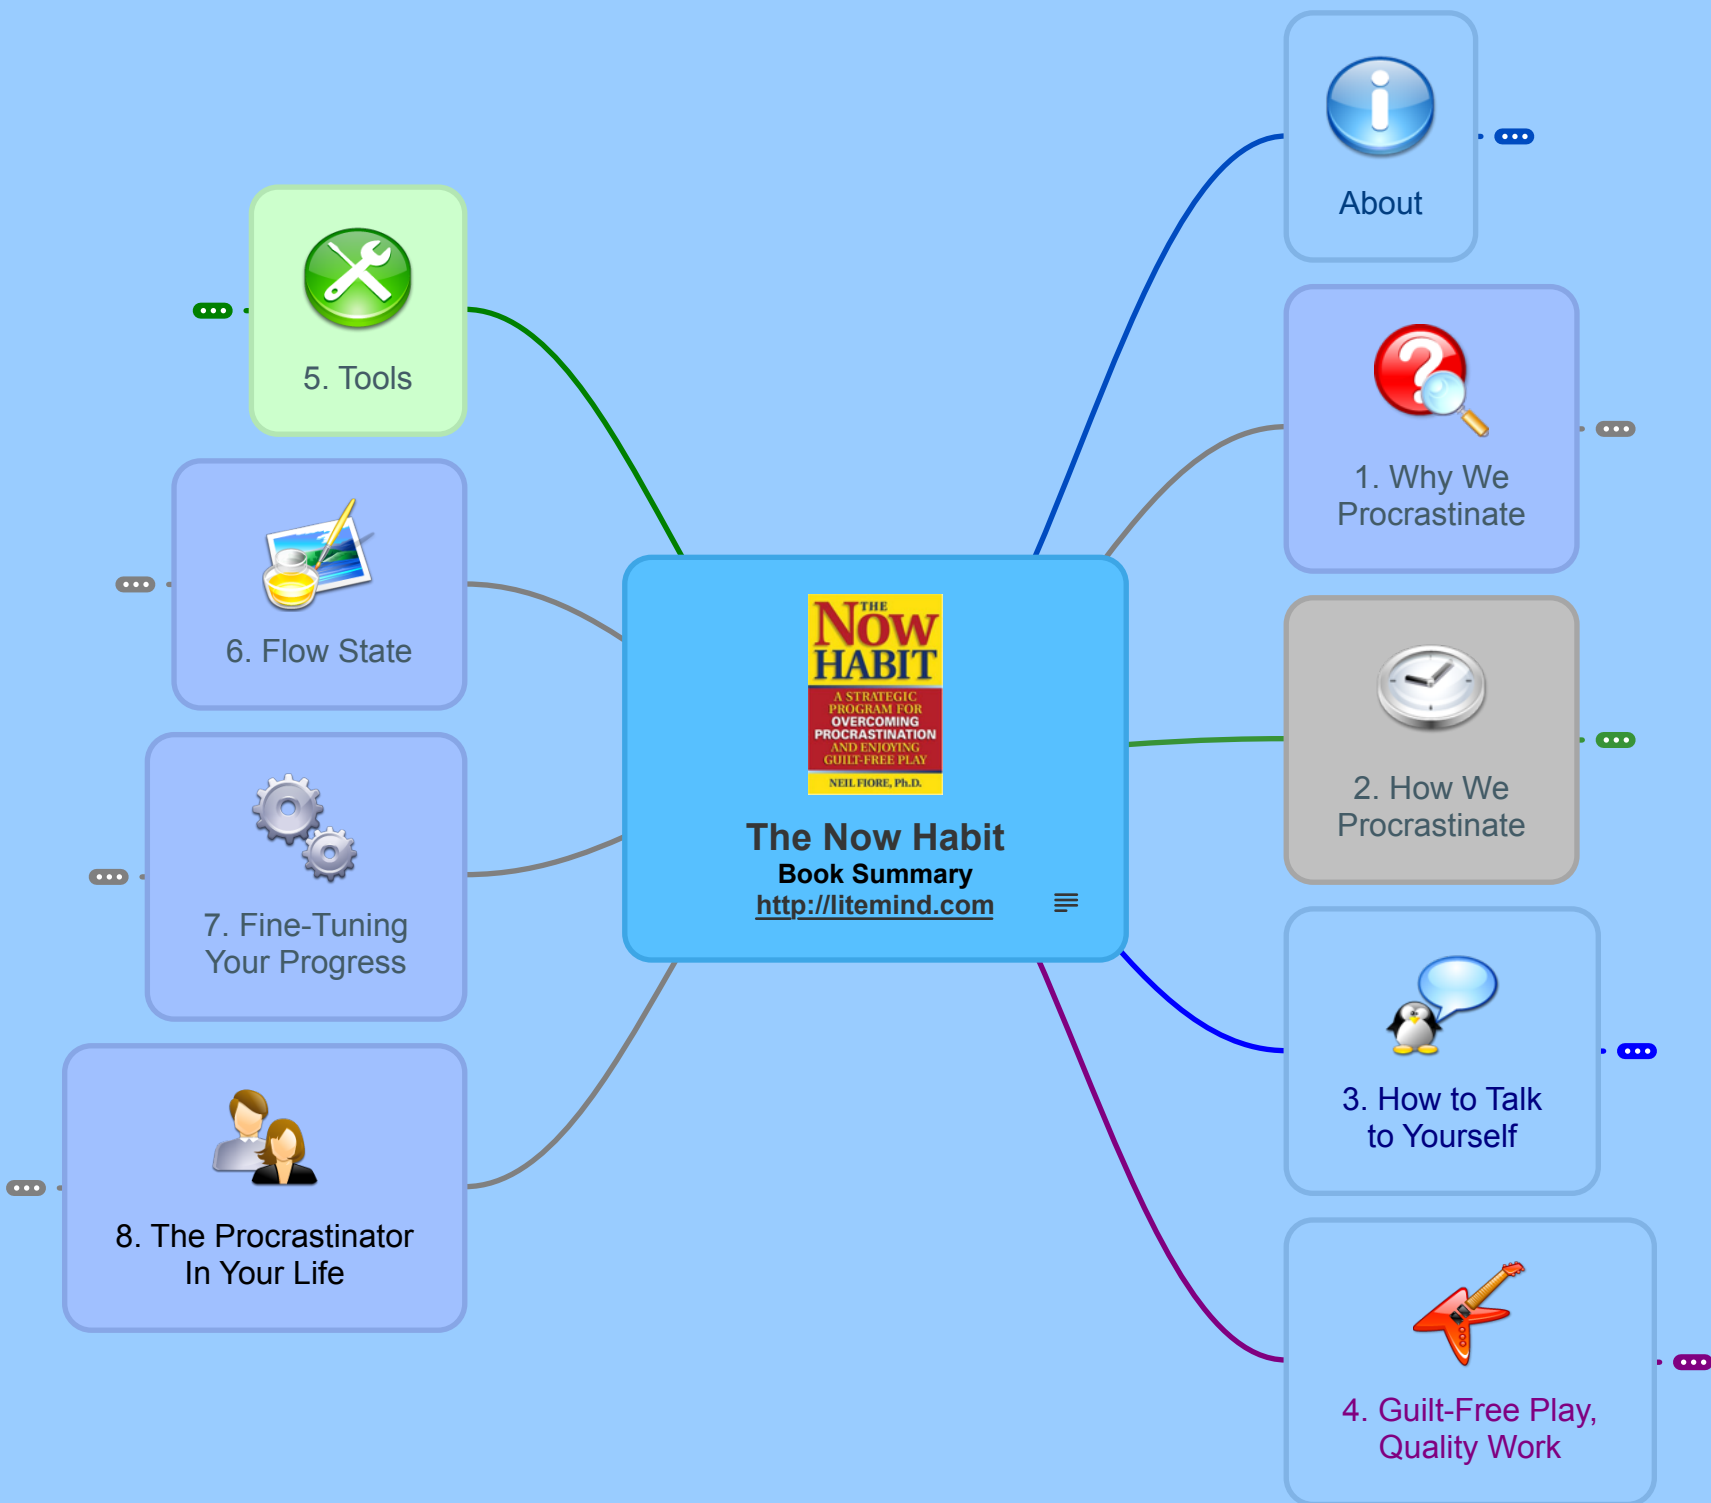 About
1. Why We
Procrastinate
2. How We
Procrastinate
3. How to Talk
to Yourself
4. Guilt-Free Play,
Quality Work
5. Tools
6. Flow State
7. Fine-Tuning
Your Progress
8. The Procrastinator
In Your Life
THE
NOW
HABIT
A STRATEGIC
PROGRAM FOR
OVERCOMING
PROCRASTINATION
AND ENJOYING
GUILT-FREE PLAY
NEIL FIORE, Ph.D.
The Now Habit
Book Summary
http://litemind.com